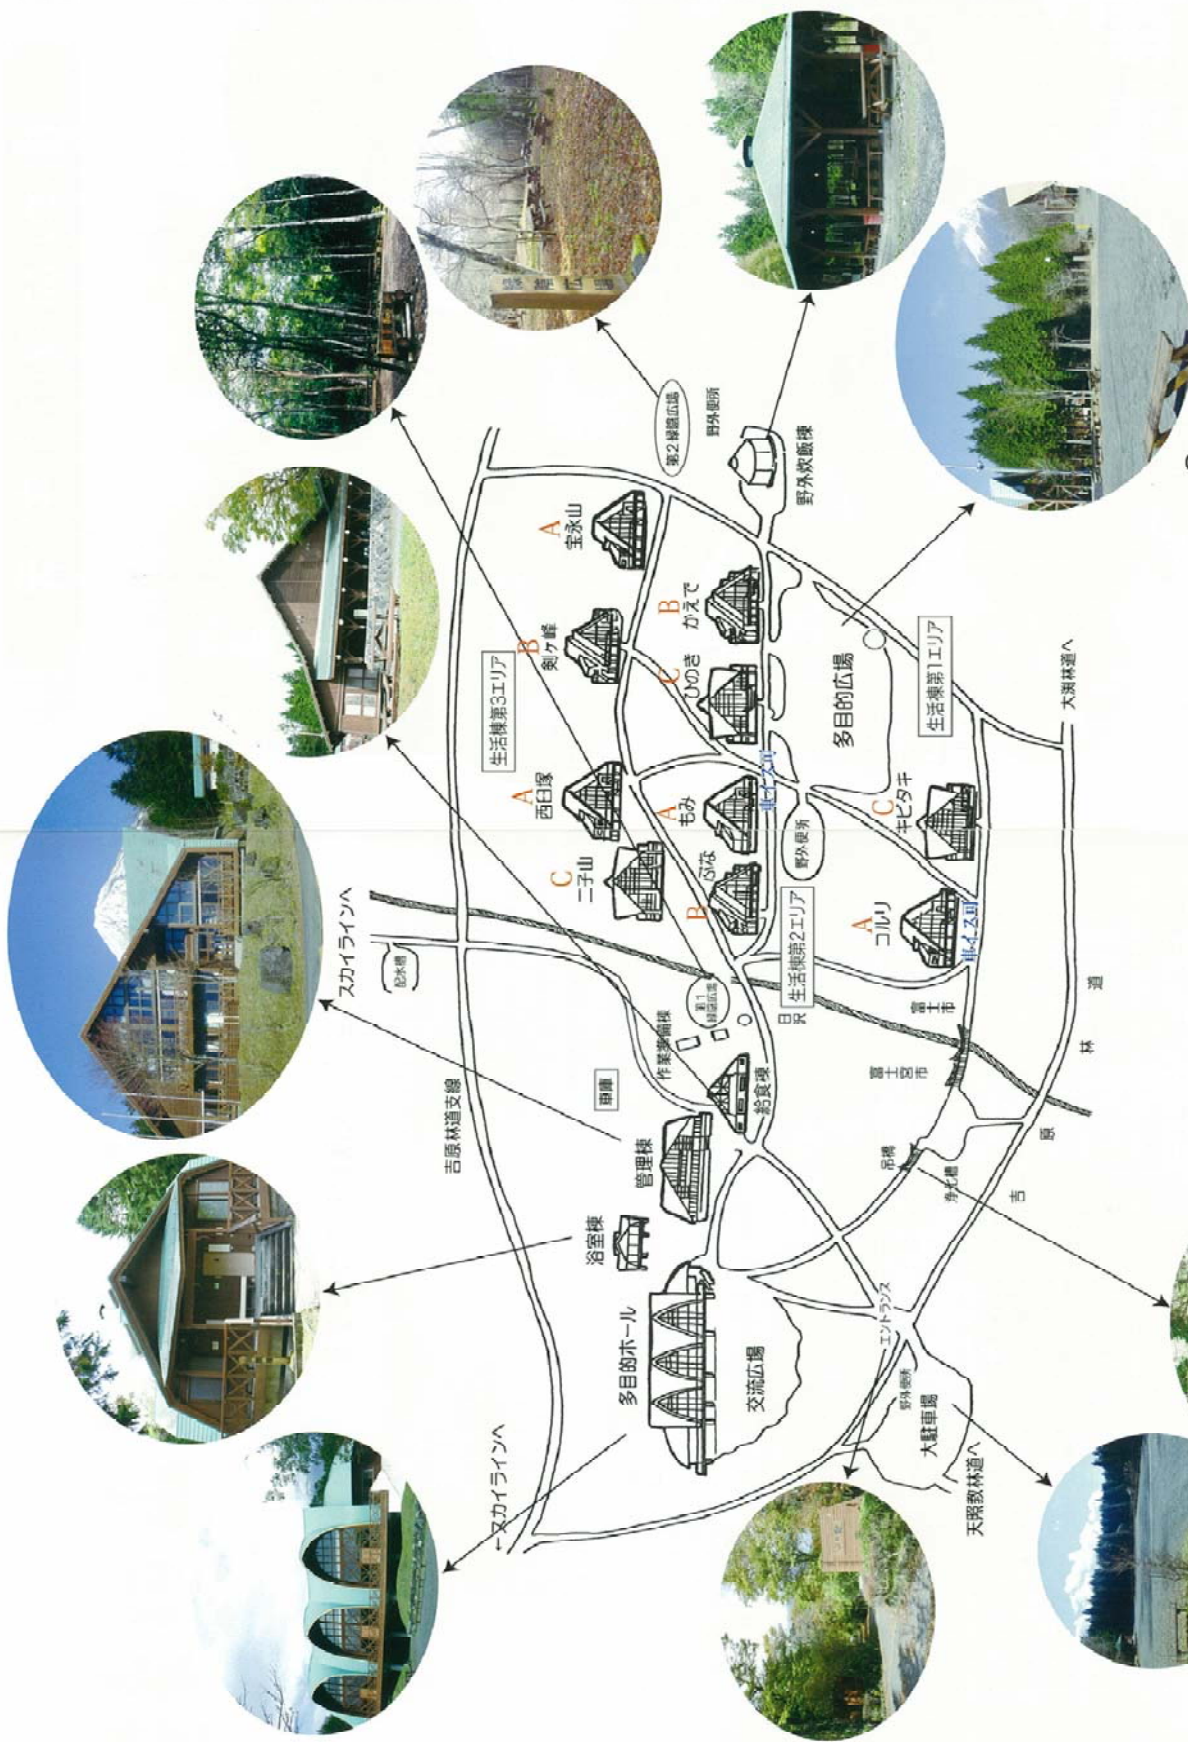 ←スカイラインへ
吉原林道支線
スカイラインへ
配水槽
多目的ホール
浴室棟
管理棟
車庫
作業準備棟
給食棟
第1
緑陰広場
C
二子山
A
西臼塚
生活棟第3エリア
B
剣ヶ峰
A
宝永山
第2緑陰広場
野外便所
野外炊飯棟
B
かえで
C
ひのき
A
もみ
車イス可
B
ぶな
野外便所
生活棟第2エリア
日沢
多目的広場
生活棟第1エリア
C
キビタキ
A
コルリ
車イス可
富士市
富士宮市
吊橋
浄化槽
交流広場
エントランス
野外便所
大駐車場
天照教林道へ
吉原林道
大渕林道へ